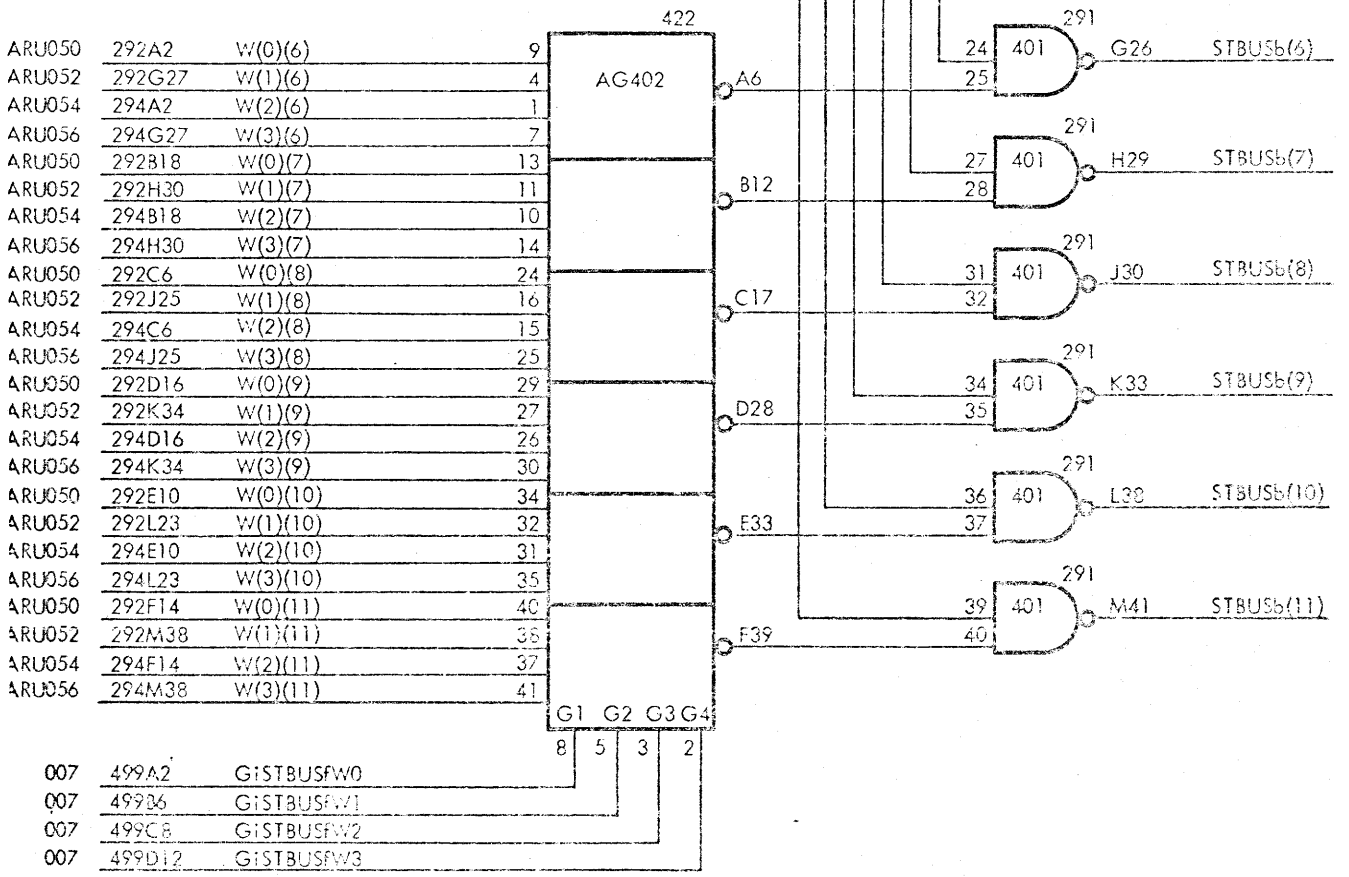 422
ARU050 292A2 W(0)(6) 9
ARU052 292G27 W(1)(6) 4
ARU054 294A2 W(2)(6) 1
ARU056 294G27 W(3)(6) 7
ARU050 292B18 W(0)(7) 13
ARU052 292H30 W(1)(7) 11
ARU054 294B18 W(2)(7) 10
ARU056 294H30 W(3)(7) 14
ARU050 292C6 W(0)(8) 24
ARU052 292J25 W(1)(8) 16
ARU054 294C6 W(2)(8) 15
ARU056 294J25 W(3)(8) 25
ARU050 292D16 W(0)(9) 29
ARU052 292K34 W(1)(9) 27
ARU054 294D16 W(2)(9) 26
ARU056 294K34 W(3)(9) 30
ARU050 292E10 W(0)(10) 34
ARU052 292L23 W(1)(10) 32
ARU054 294E10 W(2)(10) 31
ARU056 294L23 W(3)(10) 35
ARU050 292F14 W(0)(11) 40
ARU052 292M38 W(1)(11) 38
ARU054 294F14 W(2)(11) 37
ARU056 294M38 W(3)(11) 41
AG402
A6
B12
C17
D28
E33
F39
G1 G2 G3 G4
8 5 3 2
007 499A2 GISTBUSfW0
007 499B6 GISTBUSfW1
007 499C8 GISTBUSfW2
007 499D12 GISTBUSfW3
291
24 401 G26 STBUSb(6)
25
291
27 401 H29 STBUSb(7)
28
291
31 401 J30 STBUSb(8)
32
291
34 401 K33 STBUSb(9)
35
291
36 401 L38 STBUSb(10)
37
291
39 401 M41 STBUSb(11)
40